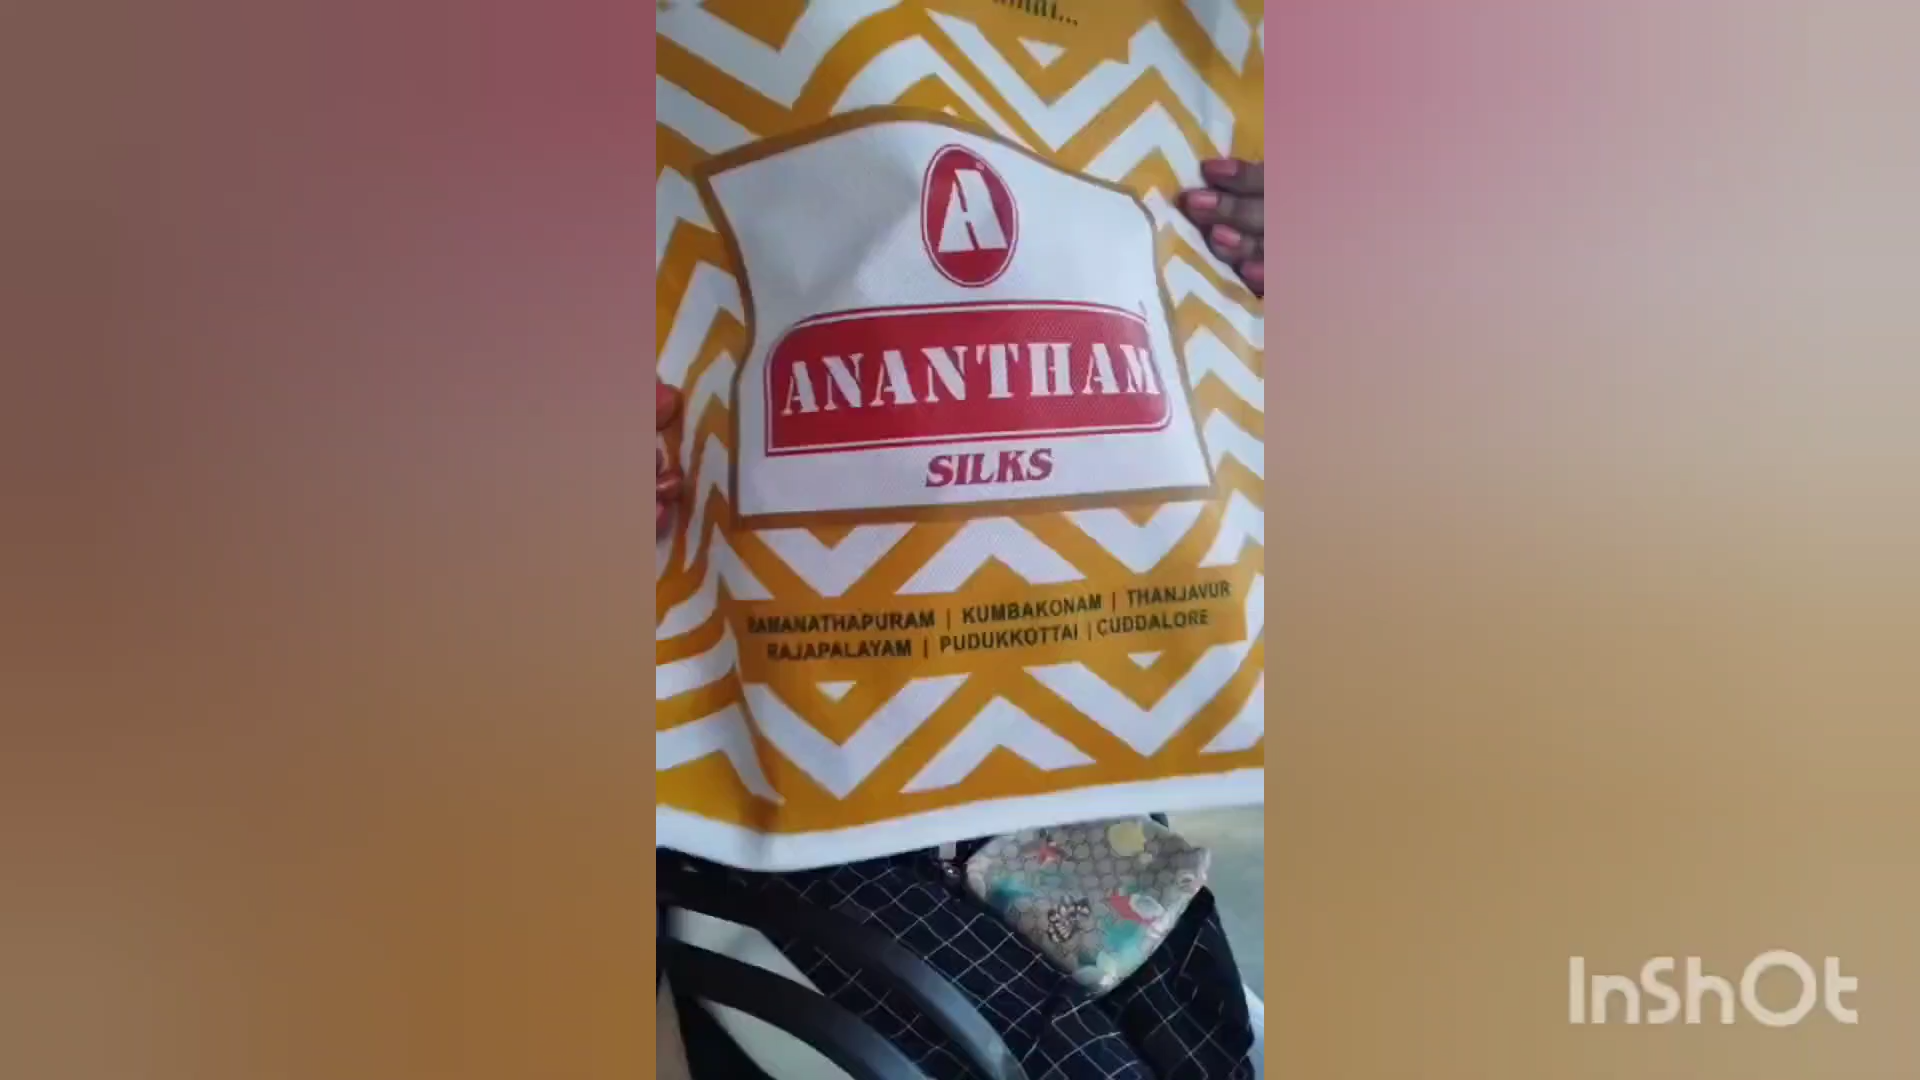 A
ANANTHAM
SILKS
RAMANATHAPURAM | KUMBAKONAM | THANJAVUR
RAJAPALAYAM | PUDUKKOTTAI | CUDDALORE
InShOt